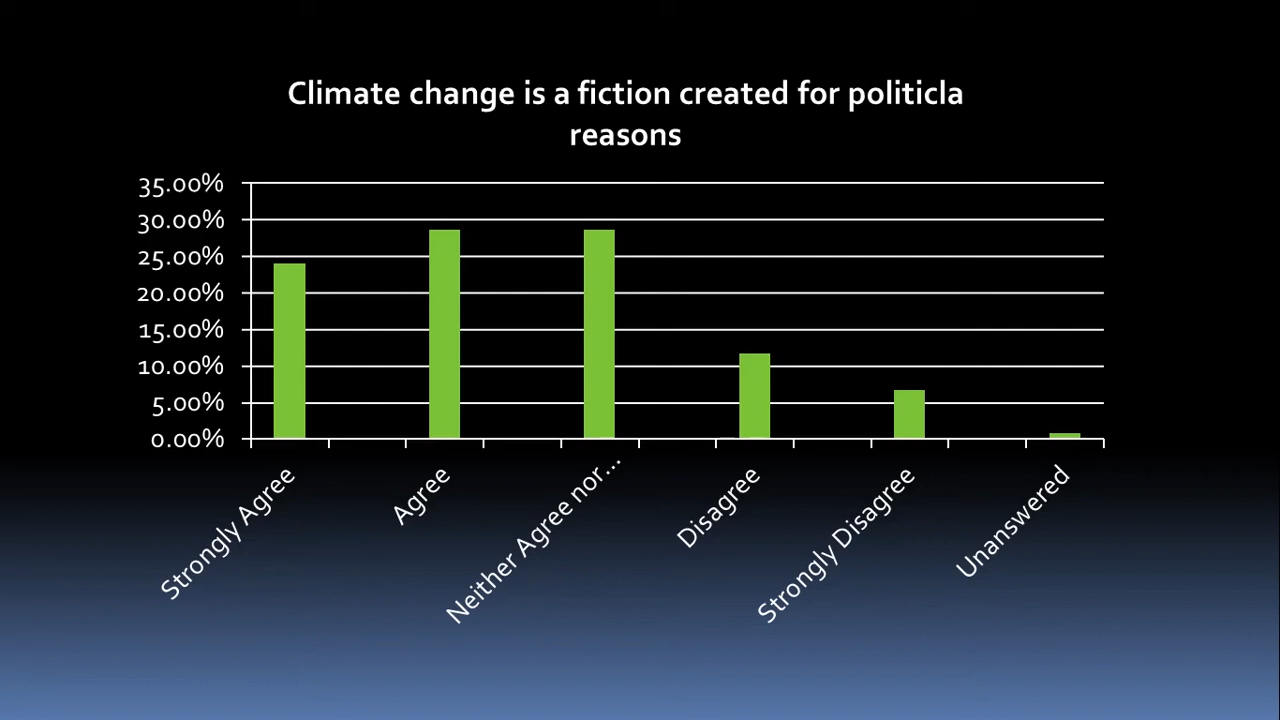 Climate change is a fiction created for politicla
reasons
35.00%
30.00%
25.00%
20.00%
15.00%
10.00%
5.00%
0.00%
Strongly Agree
Agree
Neither Agree nor...
Disagree
Strongly Disagree
Unanswered